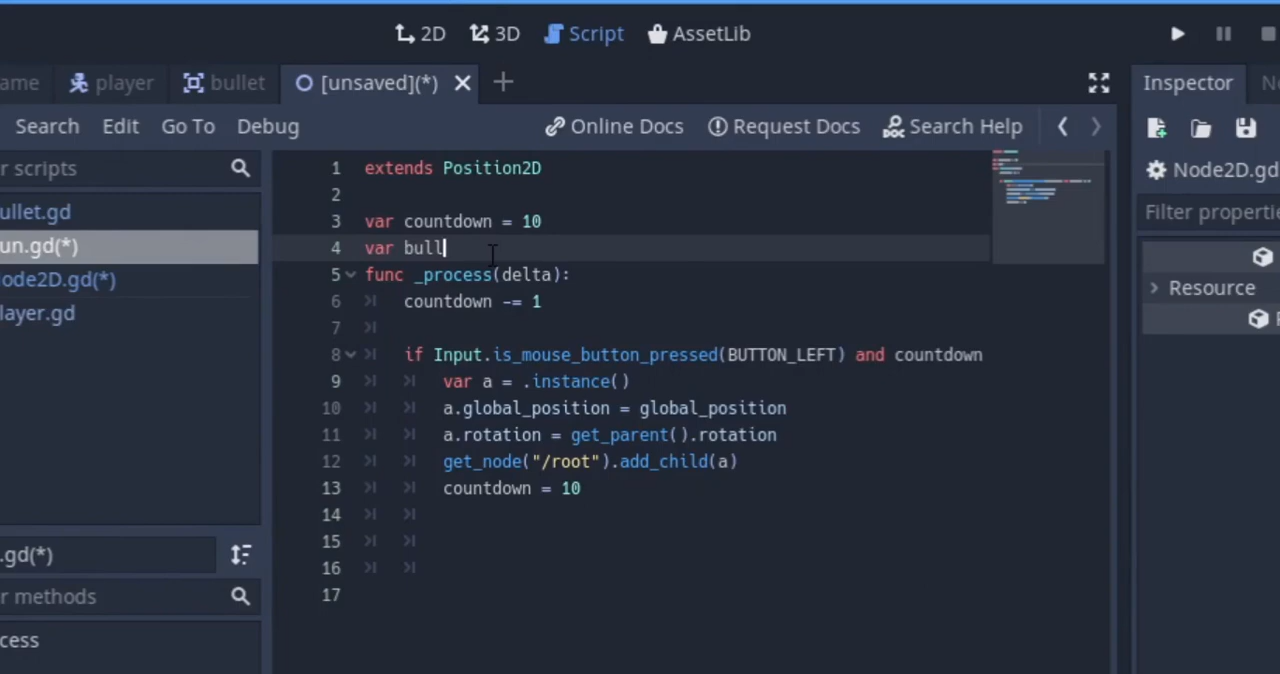 2D 3D Script AssetLib
ame player bullet [unsaved](*) Inspector
Search Edit Go To Debug Online Docs Request Docs Search Help
r scripts
Node2D.gd
Filter properti
ullet.gd
un.gd(*)
ode2D.gd(*)
layer.gd
1 extends Position2D
2
3 var countdown = 10
4 var bull
5 func _process(delta):
6 countdown -= 1
7
8 if Input.is_mouse_button_pressed(BUTTON_LEFT) and countdown
9 var a = .instance()
10 a.global_position = global_position
11 a.rotation = get_parent().rotation
12 get_node("/root").add_child(a)
13 countdown = 10
14
15
16
17
Resource
.gd(*)
r methods
cess